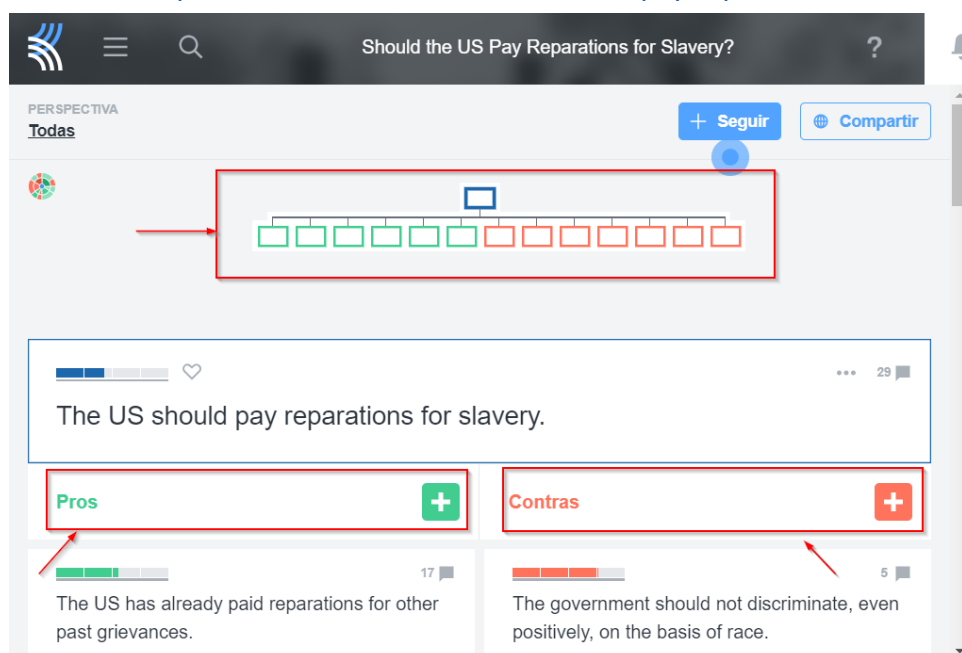 Should the US Pay Reparations for Slavery?
?
PERSPECTIVA
Todas
+ Seguir
Compartir
29
The US should pay reparations for slavery.
Pros
+
Contras
+
17
The US has already paid reparations for other
past grievances.
5
The government should not discriminate, even
positively, on the basis of race.